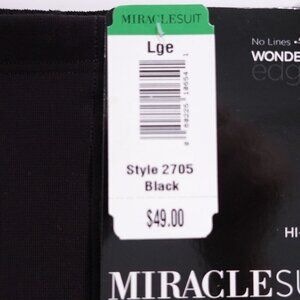 MIRACLESUIT
Lge
Style 2705
Black
$49.00
No Lines •
WONDE
edg
HI-
MIRACLESU